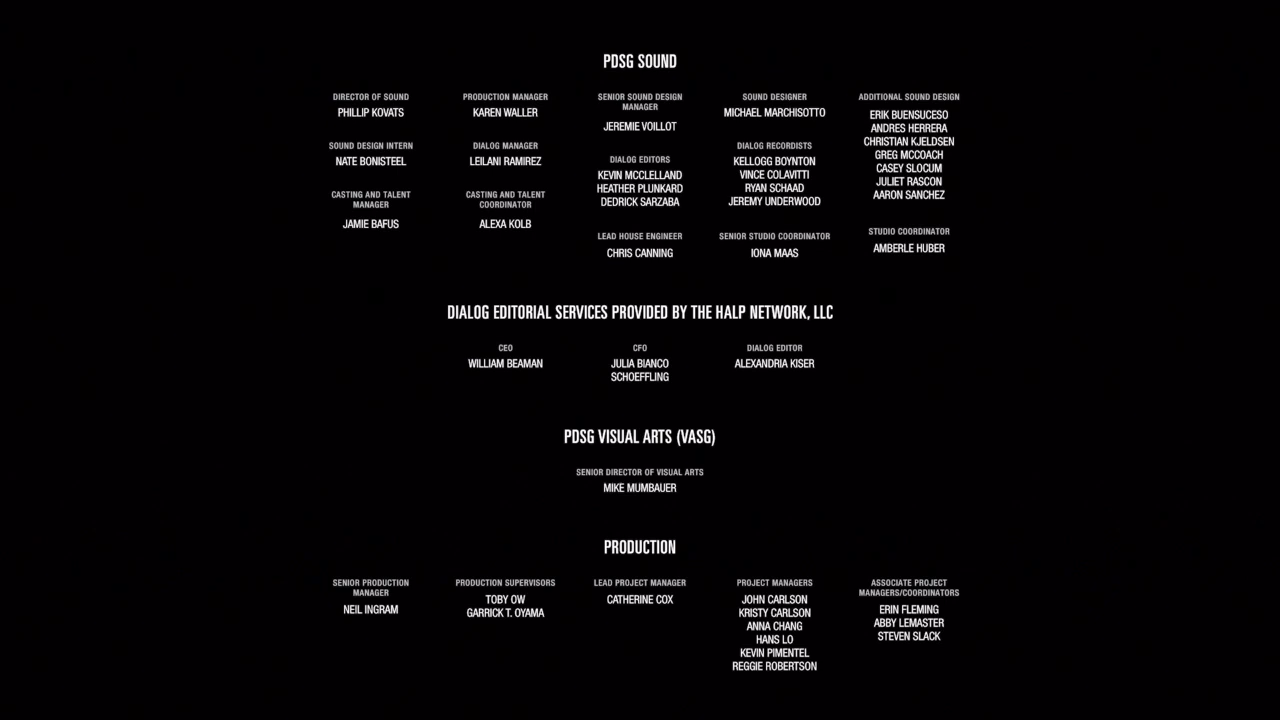 PDSG SOUND
DIRECTOR OF SOUND
PHILLIP KOVATS
SOUND DESIGN INTERN
NATE BONISTEEL
CASTING AND TALENT
MANAGER
JAMIE BAFUS
PRODUCTION MANAGER
KAREN WALLER
DIALOG MANAGER
LEILANI RAMIREZ
CASTING AND TALENT
COORDINATOR
ALEXA KOLB
SENIOR SOUND DESIGN
MANAGER
JEREMIE VOILLOT
DIALOG EDITORS
KEVIN MCCLELLAND
HEATHER PLUNKARD
DEDRICK SARZABA
LEAD HOUSE ENGINEER
CHRIS CANNING
SOUND DESIGNER
MICHAEL MARCHISOTTO
DIALOG RECORDISTS
KELLOGG BOYNTON
VINCE COLAVITTI
RYAN SCHAAD
JEREMY UNDERWOOD
SENIOR STUDIO COORDINATOR
IONA MAAS
ADDITIONAL SOUND DESIGN
ERIK BUENSUCESO
ANDRES HERRERA
CHRISTIAN KJELDSEN
GREG MCCOACH
CASEY SLOCUM
JULIET RASCON
AARON SANCHEZ
STUDIO COORDINATOR
AMBERLE HUBER
DIALOG EDITORIAL SERVICES PROVIDED BY THE HALP NETWORK, LLC
CEO
WILLIAM BEAMAN
CFO
JULIA BIANCO
SCHOEFFLING
DIALOG EDITOR
ALEXANDRIA KISER
PDSG VISUAL ARTS (VASG)
SENIOR DIRECTOR OF VISUAL ARTS
MIKE MUMBAUER
PRODUCTION
SENIOR PRODUCTION
MANAGER
NEIL INGRAM
PRODUCTION SUPERVISORS
TOBY OW
GARRICK T. OYAMA
LEAD PROJECT MANAGER
CATHERINE COX
PROJECT MANAGERS
JOHN CARLSON
KRISTY CARLSON
ANNA CHANG
HANS LO
KEVIN PIMENTEL
REGGIE ROBERTSON
ASSOCIATE PROJECT
MANAGERS/COORDINATORS
ERIN FLEMING
ABBY LEMASTER
STEVEN SLACK